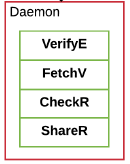 Daemon
VerifyE
FetchV
CheckR
ShareR